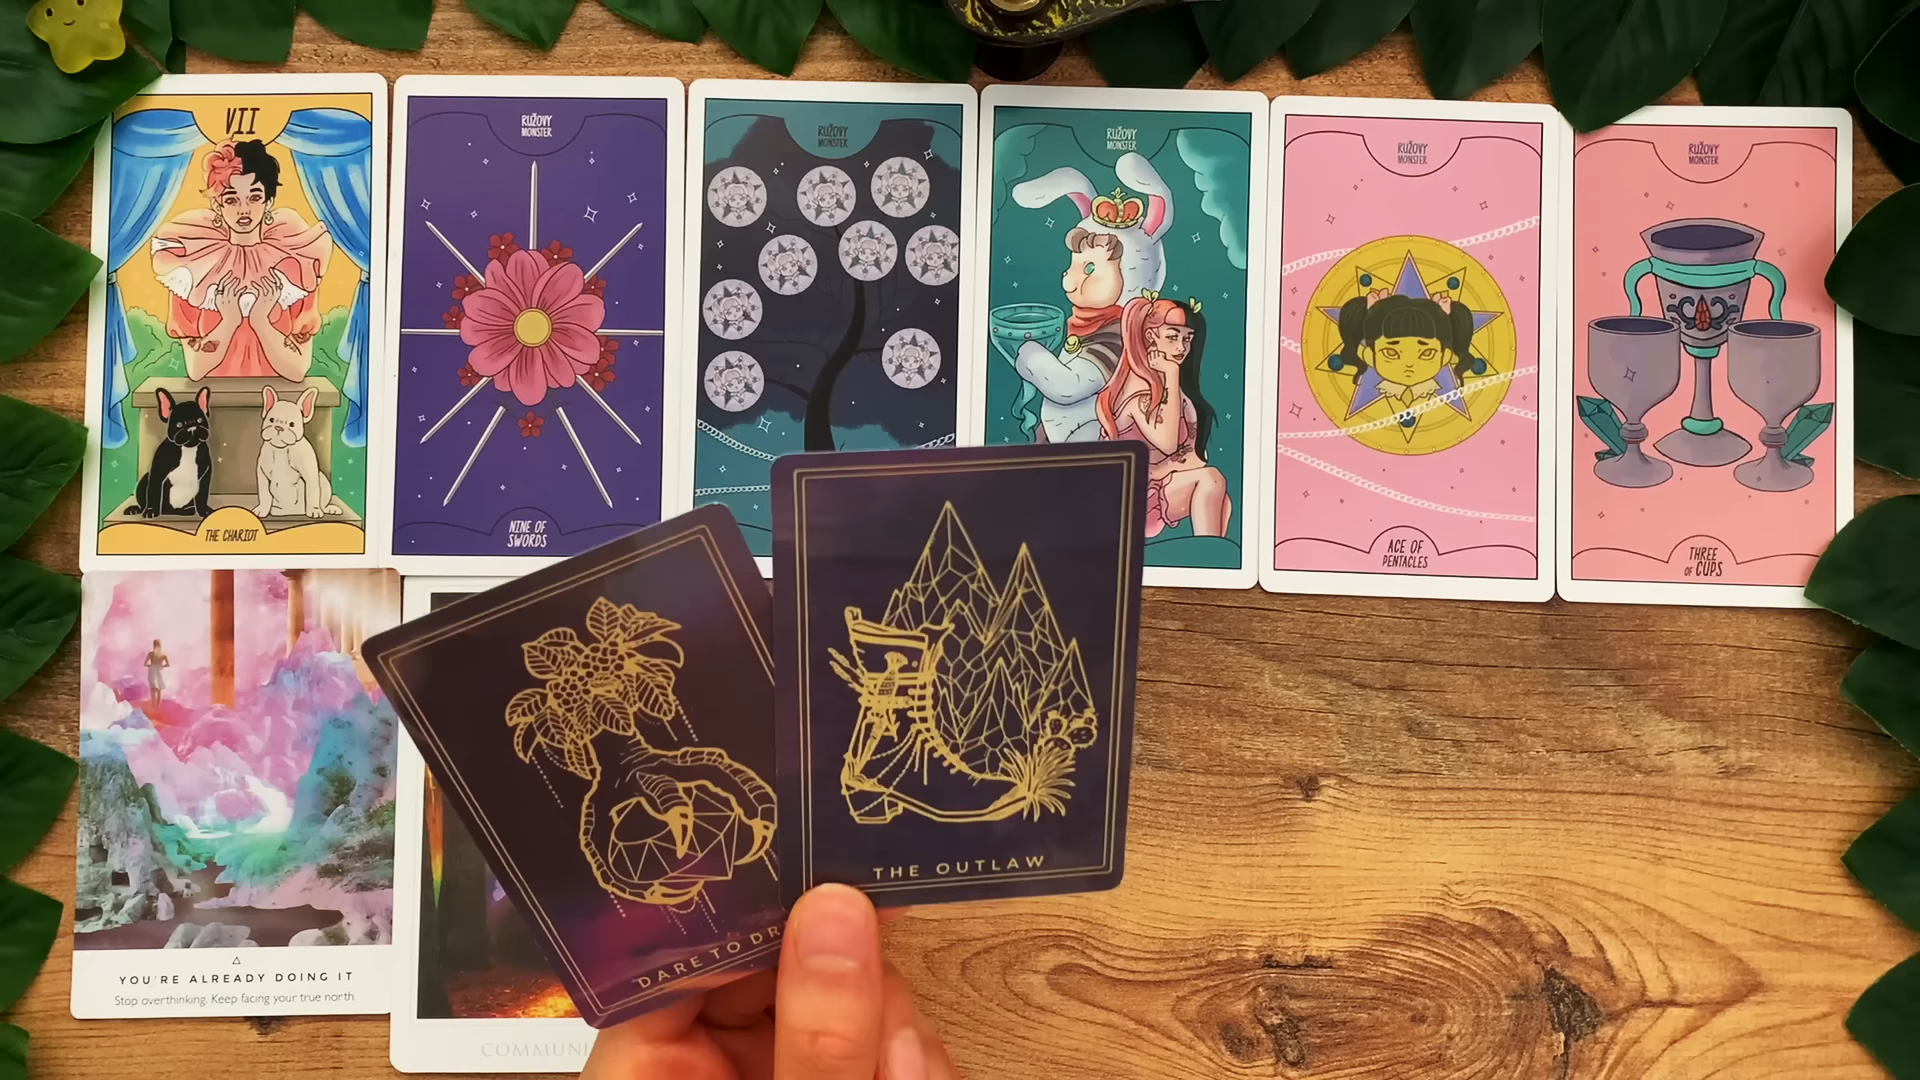 VII
THE CHARIOT
RUŽOVY
MONSTER
NINE OF
SWORDS
RUŽOVY
MONSTER
RUŽOVY
MONSTER
RUŽOVY
MONSTER
ACE OF
PENTACLES
RUŽOVY
MONSTER
THREE
OF CUPS
YOU'RE ALREADY DOING IT
Stop overthinking. Keep facing your true north.
DARE TO DR
THE OUTLAW
COMMUNI